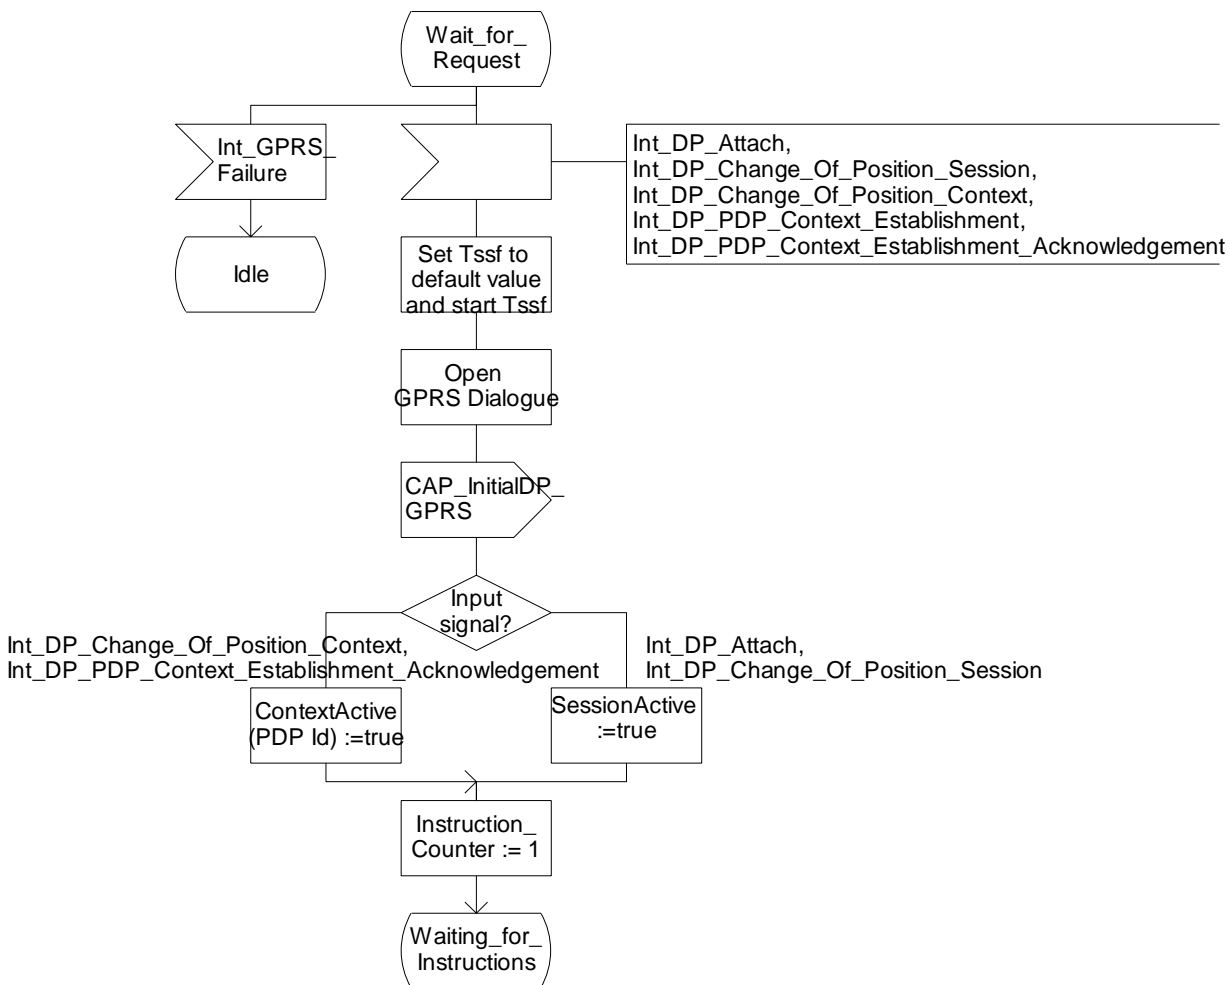 Wait_for_
Request
Int_GPRS_
Failure
Int_DP_Attach,
Int_DP_Change_Of_Position_Session,
Int_DP_Change_Of_Position_Context,
Int_DP_PDP_Context_Establishment,
Int_DP_PDP_Context_Establishment_Acknowledgement
Idle
Set Tssf to
default value
and start Tssf
Open
GPRS Dialogue
CAP_InitialDP_
GPRS
Input
signal?
Int_DP_Change_Of_Position_Context,
Int_DP_PDP_Context_Establishment_Acknowledgement
Int_DP_Attach,
Int_DP_Change_Of_Position_Session
ContextActive
(PDP Id) :=true
SessionActive
:=true
Instruction_
Counter := 1
Waiting_for_
Instructions